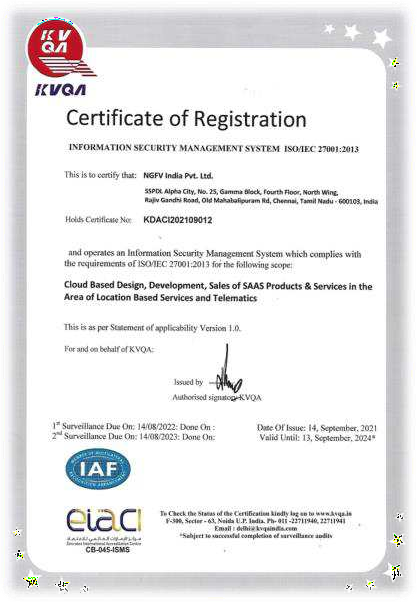 KV
QA
KVQA
Certificate of Registration
INFORMATION SECURITY MANAGEMENT SYSTEM ISO/IEC 27001:2013
This is to certify that: NGFV India Pvt. Ltd.
SSPDL Alpha City, No. 25, Gamma Block, Fourth Floor, North Wing,
Rajiv Gandhi Road, Old Mahabalipuram Rd, Chennai, Tamil Nadu - 600103, India
Holds Certificate No: KDACI202109012
and operates an Information Security Management System which complies with
the requirements of ISO/IEC 27001:2013 for the following scope:
Cloud Based Design, Development, Sales of SAAS Products & Services in the
Area of Location Based Services and Telematics
This is as per Statement of applicability Version 1.0.
For and on behalf of KVQA:
Issued by
Authorised signatory-KVQA
1st Surveillance Due On: 14/08/2022: Done On :
2nd Surveillance Due On: 14/08/2023: Done On:
Date Of Issue: 14, September, 2021
Valid Until: 13, September, 2024*
IAF
eiaci
Emirates International Accreditation Centre
CB-045-ISMS
To Check the Status of the Certification kindly log on to www.kvqa.in
F-300, Sector - 63, Noida U.P. India. Ph- 011 -22711940, 22711941
Email : delhi@kvqaindia.com
*Subject to successful completion of surveillance audits